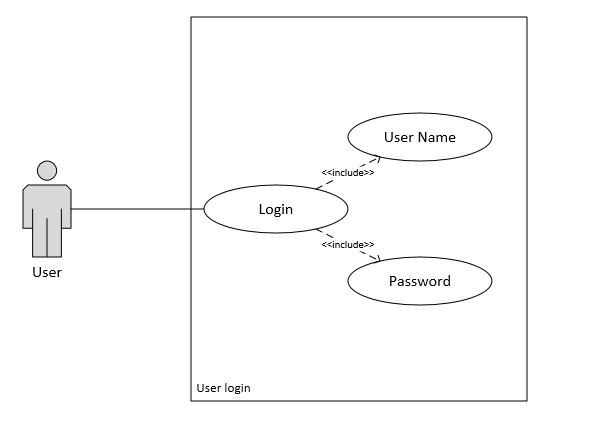 User Name
<<include>>
Login
<<include>>
User
Password
User login